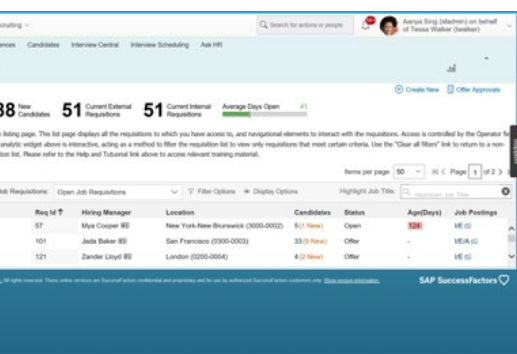 cruiting
Search for actions or people
Aanya Sing (sladmin) on behalf
of Tessa Walker (twalker)
ences Candidates Interview Central Interview Scheduling Ask HR
Create New Offer Approvals
38 New Candidates 51 Current External Requisitions 51 Current Internal Requisitions Average Days Open 41
listing page. This list page displays all the requisitions to which you have access to, and navigational elements to interact with the requisitions. Access is controlled by the Operator fie
analytic widget above is interactive, acting as a method to filter the requisition list to view only requisitions that meet certain criteria. Use the "Clear all filters" link to return to a non-
tion list. Please refer to the Help and Tutuorial link above to access relevant training material.
Items per page 50 Page 1 of 2
ob Requisitions: Open Job Requisitions Filter Options Display Options Highlight Job Title:
Req Id Hiring Manager Location Candidates Status Age(Days) Job Postings
57 Mya Cooper New York-New Brunswick (3000-0002) 5 (1 New) Open 124 I/E
101 Jada Baker San Francisco (0300-0003) 33 (9 New) Offer - I/E/A
121 Zander Lloyd London (0200-0004) 4 (2 New) Offer - I/E
All rights reserved. These online services are SuccessFactors confidential and proprietary and for use by authorized SuccessFactors customers only. Show version information.
SAP SuccessFactors